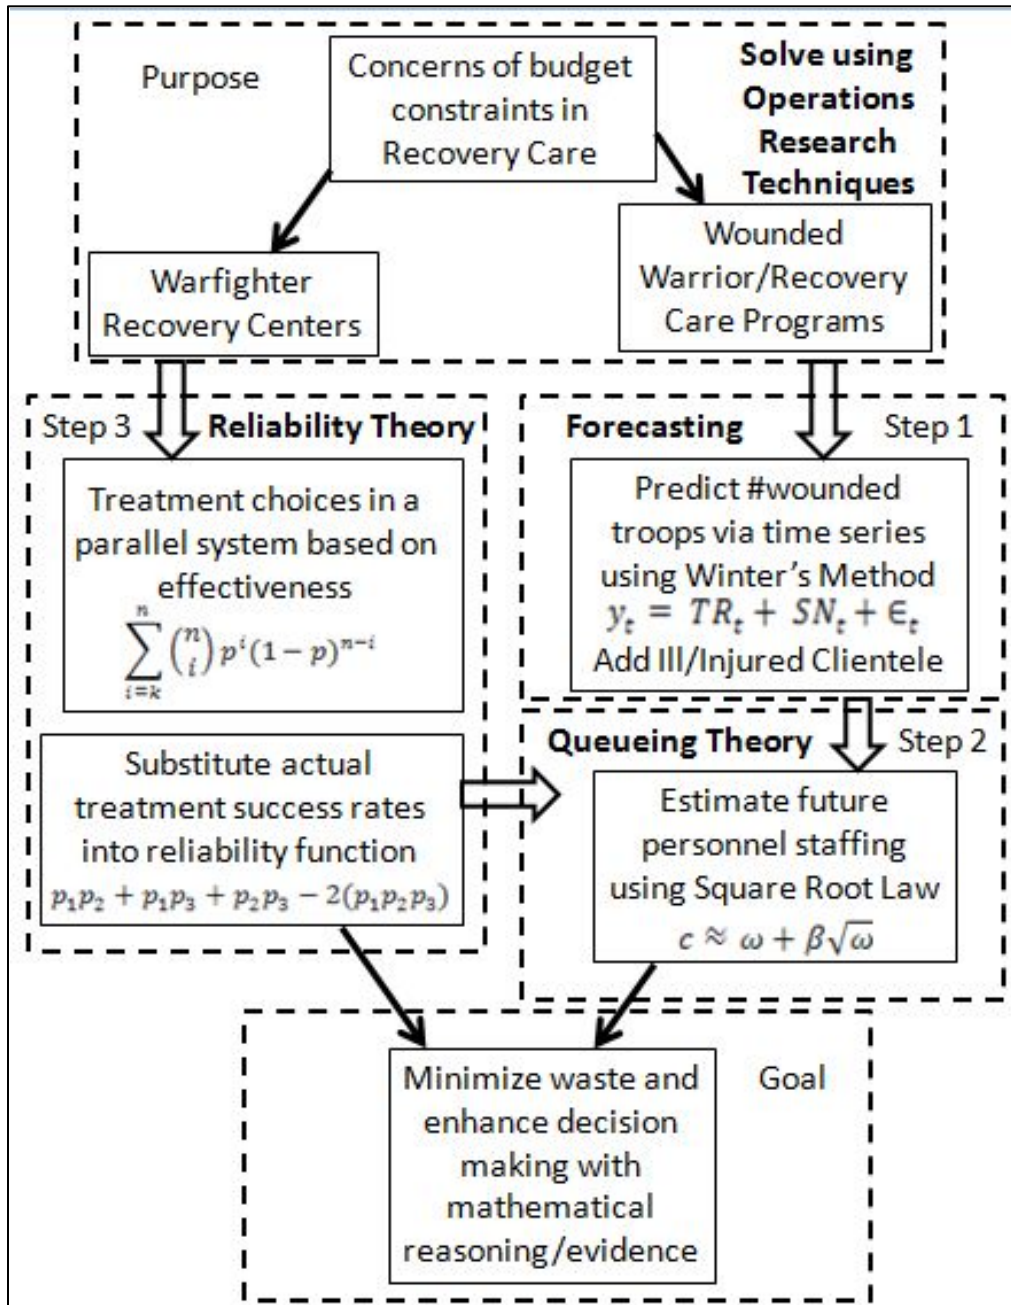 Purpose
Concerns of budget
constraints in
Recovery Care
Solve using
Operations
Research
Techniques
Warfighter
Recovery Centers
Wounded
Warrior/Recovery
Care Programs
Step 3
Reliability Theory
Treatment choices in a
parallel system based on
effectiveness
\sum_{i=k}^{n} \binom{n}{i} p^i (1 − p)^{n−i}
Substitute actual
treatment success rates
into reliability function
p₁p₂ + p₁p₃ + p₂p₃ − 2(p₁p₂p₃)
Forecasting
Step 1
Predict #wounded
troops via time series
using Winter’s Method
y_t = TR_t + SN_t + ∈_t
Add Ill/Injured Clientele
Queueing Theory
Step 2
Estimate future
personnel staffing
using Square Root Law
c ≈ ω + β√ω
Goal
Minimize waste and
enhance decision
making with
mathematical
reasoning/evidence